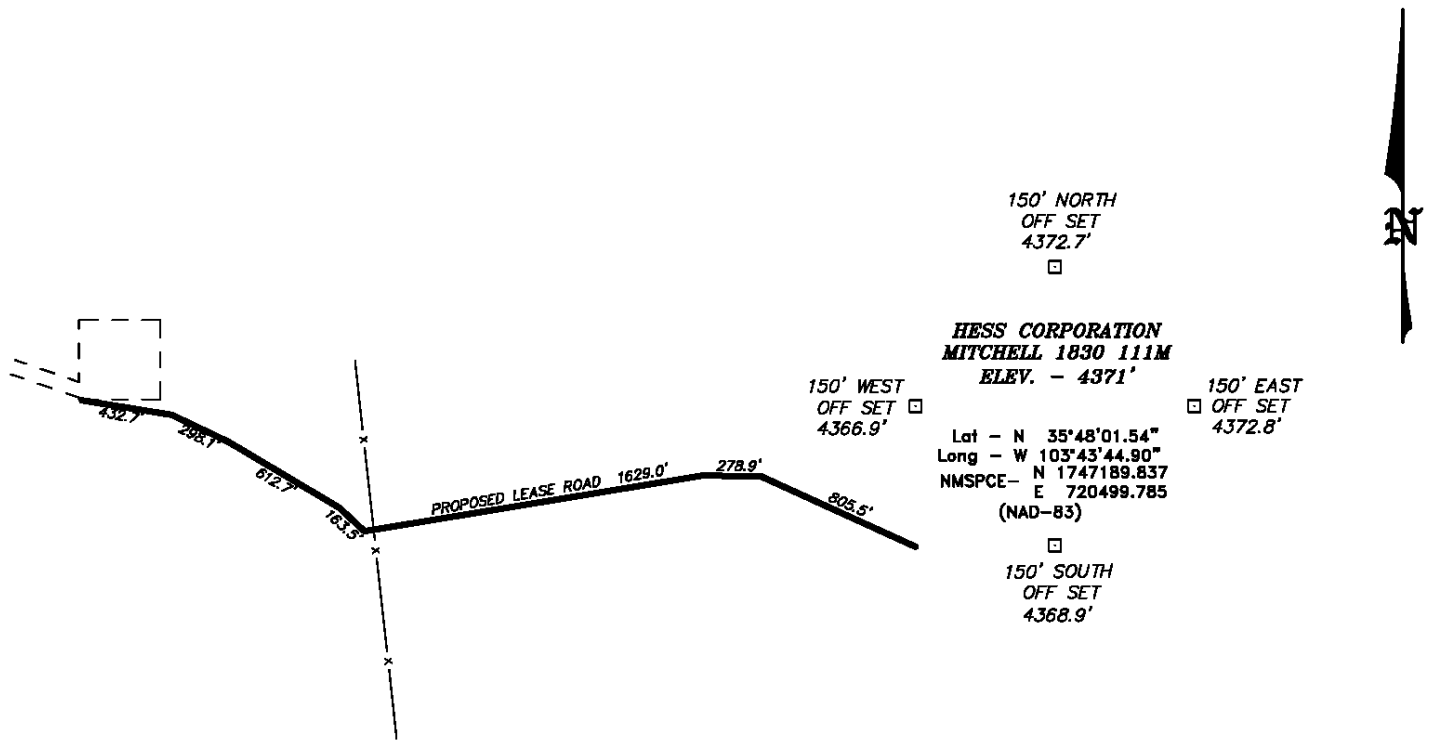 150' NORTH
OFF SET
4372.7'
N
HESS CORPORATION
MITCHELL 1830 111M
ELEV. - 4371'
150' WEST
OFF SET
4366.9'
150' EAST
OFF SET
4372.8'
Lat - N 35°48'01.54"
Long - W 103°43'44.90"
NMSPCE- N 1747189.837
E 720499.785
(NAD-83)
432.7'
298.1'
612.7'
163.5'
PROPOSED LEASE ROAD 1629.0'
278.9'
805.5'
x
x
x
150' SOUTH
OFF SET
4368.9'